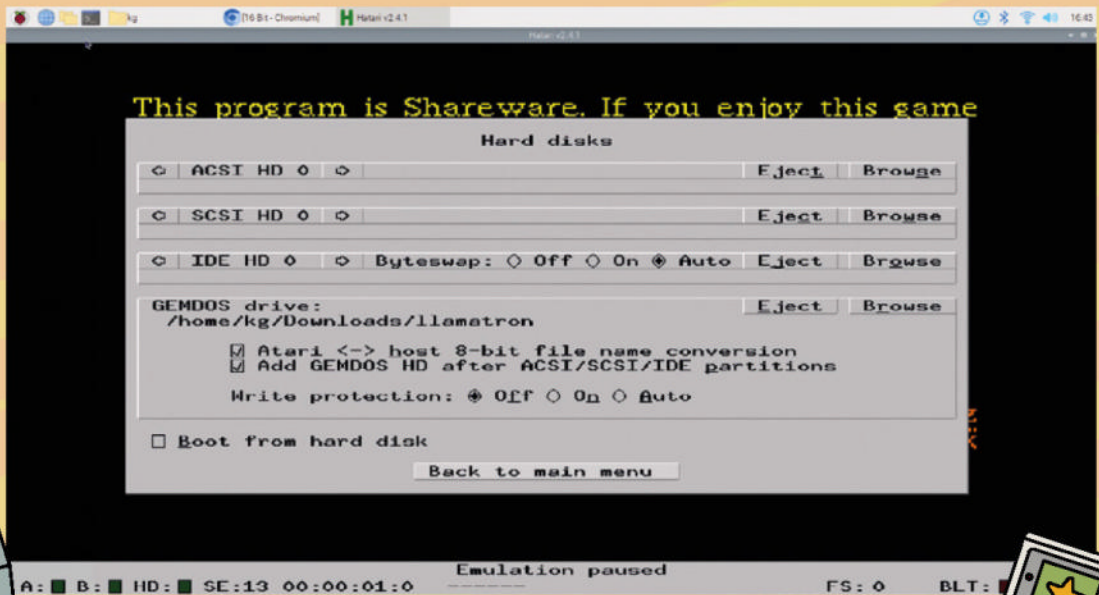 kg [16 Bit - Chromium] Hatari v2.4.1 16:43
Hatari v2.4.1
This program is Shareware. If you enjoy this game
Hard disks
ACSI HD 0 Eject Browse
SCSI HD 0 Eject Browse
IDE HD 0 Byteswap: Off On Auto Eject Browse
GEMDOS drive: Eject Browse
/home/kg/Downloads/llamatron
Atari <-> host 8-bit file name conversion
Add GEMDOS HD after ACSI/SCSI/IDE partitions
Write protection: Off On Auto
Boot from hard disk
Back to main menu
Emulation paused
A: B: HD: SE:13 00:00:01:0 ------ FS: 0 BLT: